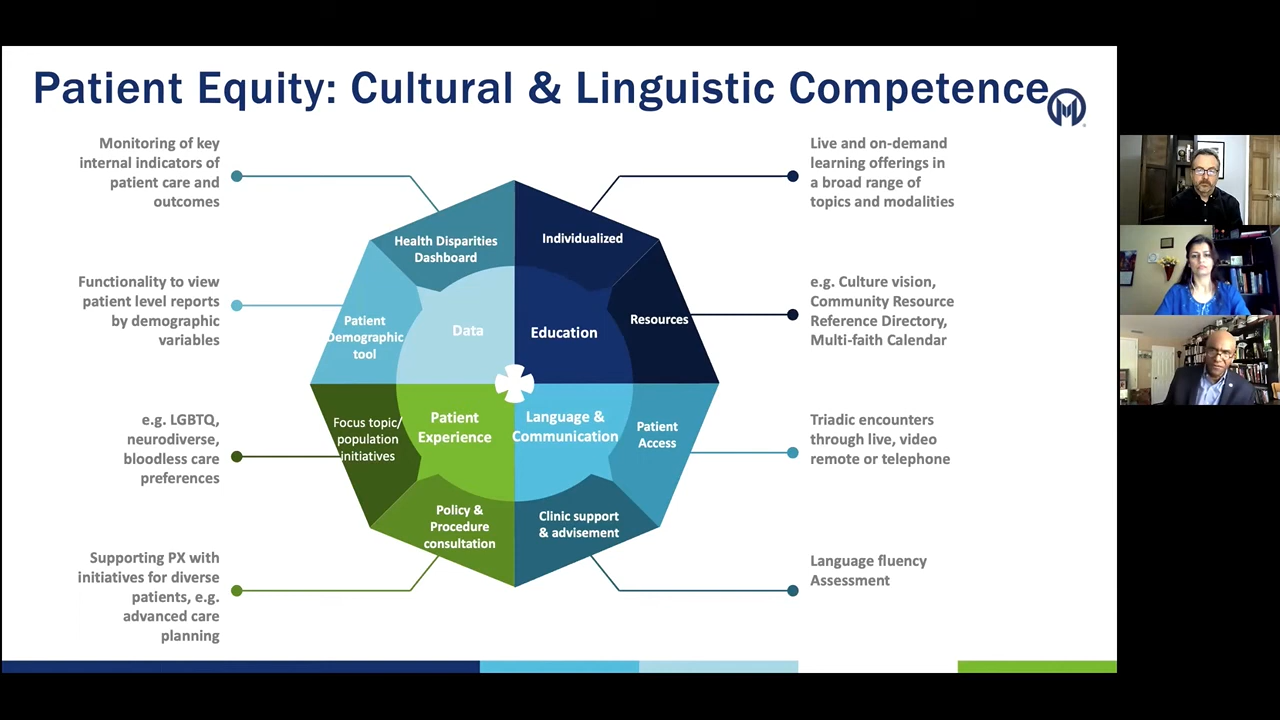 Patient Equity: Cultural & Linguistic Competence
Monitoring of key
internal indicators of
patient care and
outcomes
Functionality to view
patient level reports
by demographic
variables
e.g. LGBTQ,
neurodiverse,
bloodless care
preferences
Supporting PX with
initiatives for diverse
patients, e.g.
advanced care
planning
Health Disparities
Dashboard
Individualized
Patient
Demographic
tool
Data
Education
Resources
Focus topic/
population
initiatives
Patient
Experience
Language &
Communication
Patient
Access
Policy &
Procedure
consultation
Clinic support
& advisement
Live and on-demand
learning offerings in
a broad range of
topics and modalities
e.g. Culture vision,
Community Resource
Reference Directory,
Multi-faith Calendar
Triadic encounters
through live, video
remote or telephone
Language fluency
Assessment